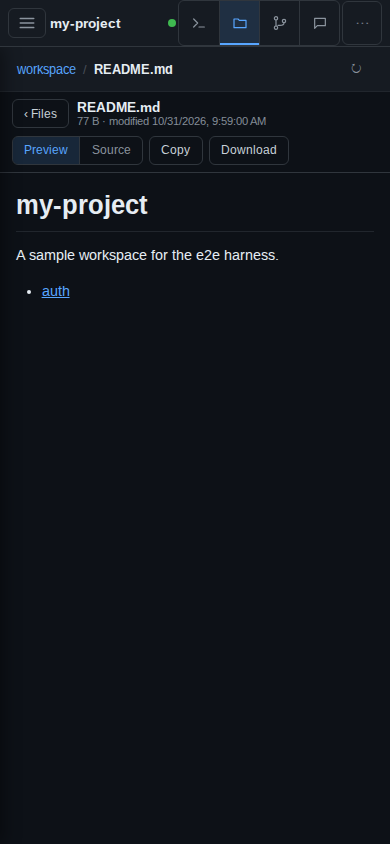 my-project
workspace / README.md
‹ Files
README.md
77 B · modified 10/31/2026, 9:59:00 AM
Preview Source Copy Download
my-project
A sample workspace for the e2e harness.
• auth